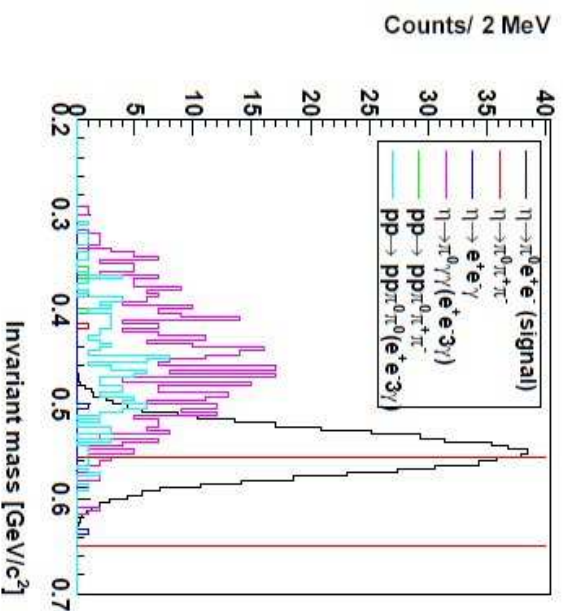 Counts/ 2 MeV
40
35
30
25
20
15
10
5
0
η→π⁰e⁺e⁻ (signal)
η→π⁰π⁺π⁻
η→ e⁺e⁻γ
η→π⁰γγ(e⁺e⁻3γ)
pp→ ppπ⁰π⁺π⁻
pp→ ppπ⁰π⁰(e⁺e⁻3γ)
0.2 0.3 0.4 0.5 0.6 0.7
Invariant mass [GeV/c²]